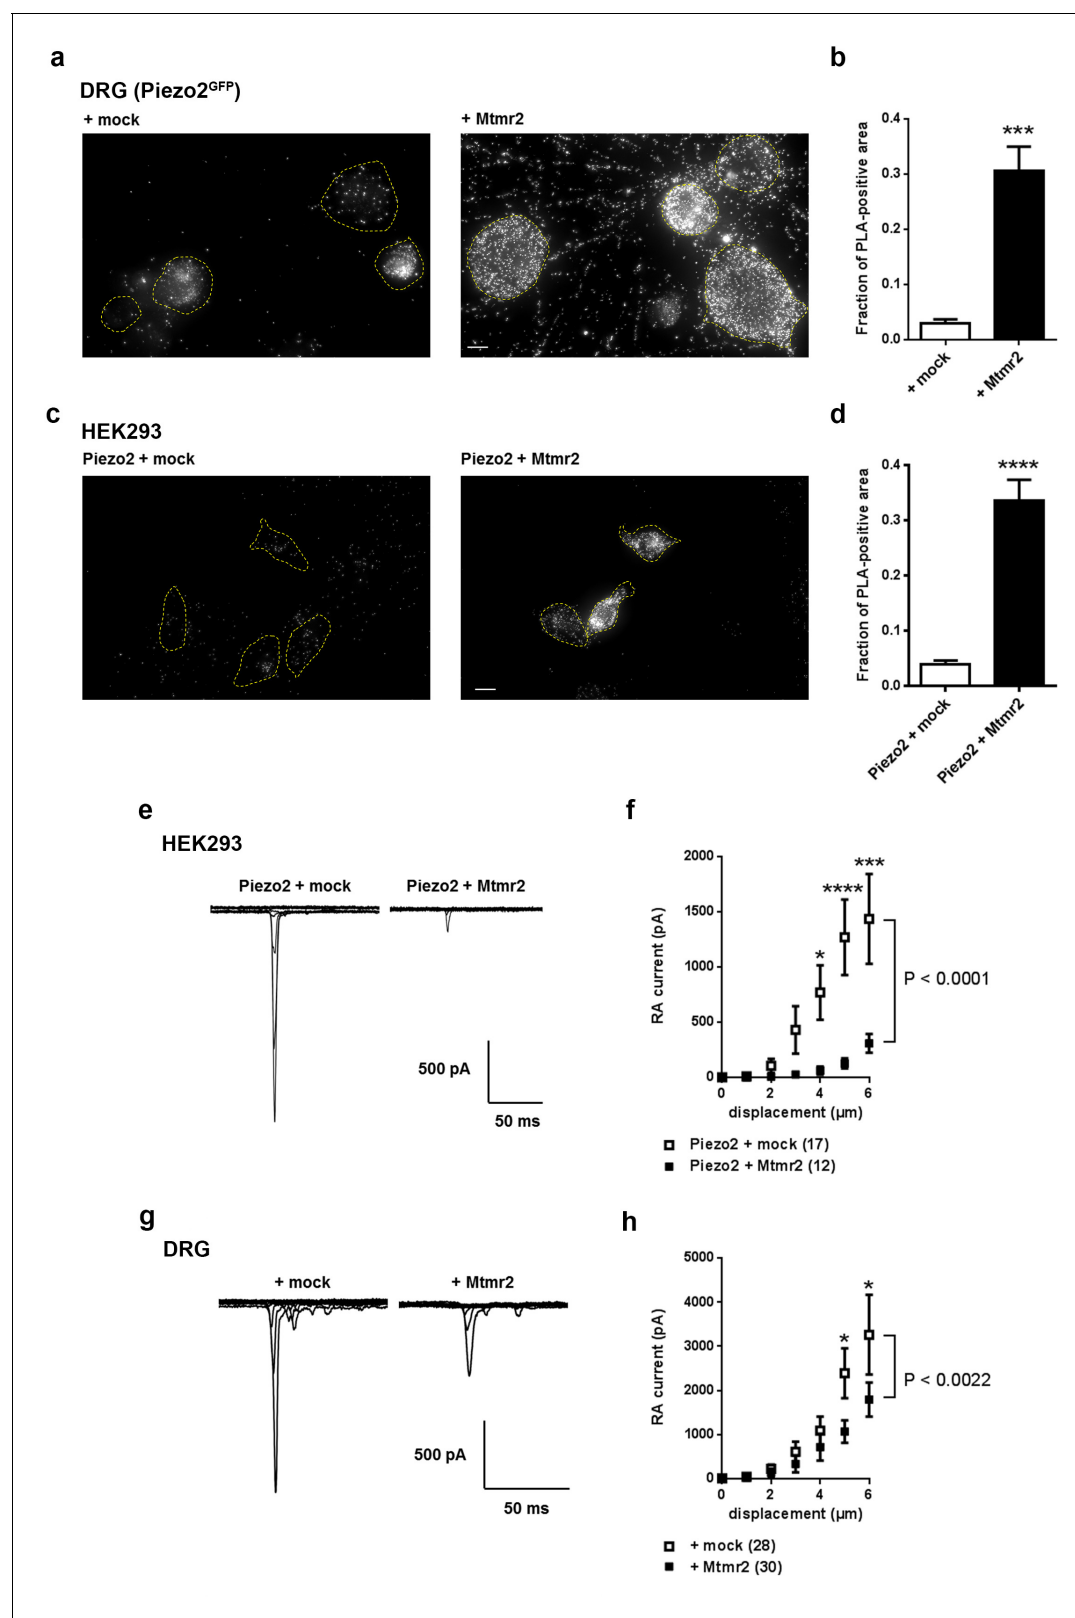 a
DRG (Piezo2GFP)
+ mock
+ Mtmr2
b
Fraction of PLA-positive area
0.4
0.3
0.2
0.1
0.0
***
+ mock
+ Mtmr2
c
HEK293
Piezo2 + mock
Piezo2 + Mtmr2
d
Fraction of PLA-positive area
0.4
0.3
0.2
0.1
0.0
****
Piezo2 + mock
Piezo2 + Mtmr2
e
HEK293
Piezo2 + mock
Piezo2 + Mtmr2
500 pA
50 ms
f
RA current (pA)
2000
1500
1000
500
0
*
****
***
P < 0.0001
0 2 4 6
displacement (µm)
Piezo2 + mock (17)
Piezo2 + Mtmr2 (12)
g
DRG
+ mock
+ Mtmr2
500 pA
50 ms
h
RA current (pA)
5000
4000
3000
2000
1000
0
*
*
P < 0.0022
0 2 4 6
displacement (µm)
+ mock (28)
+ Mtmr2 (30)